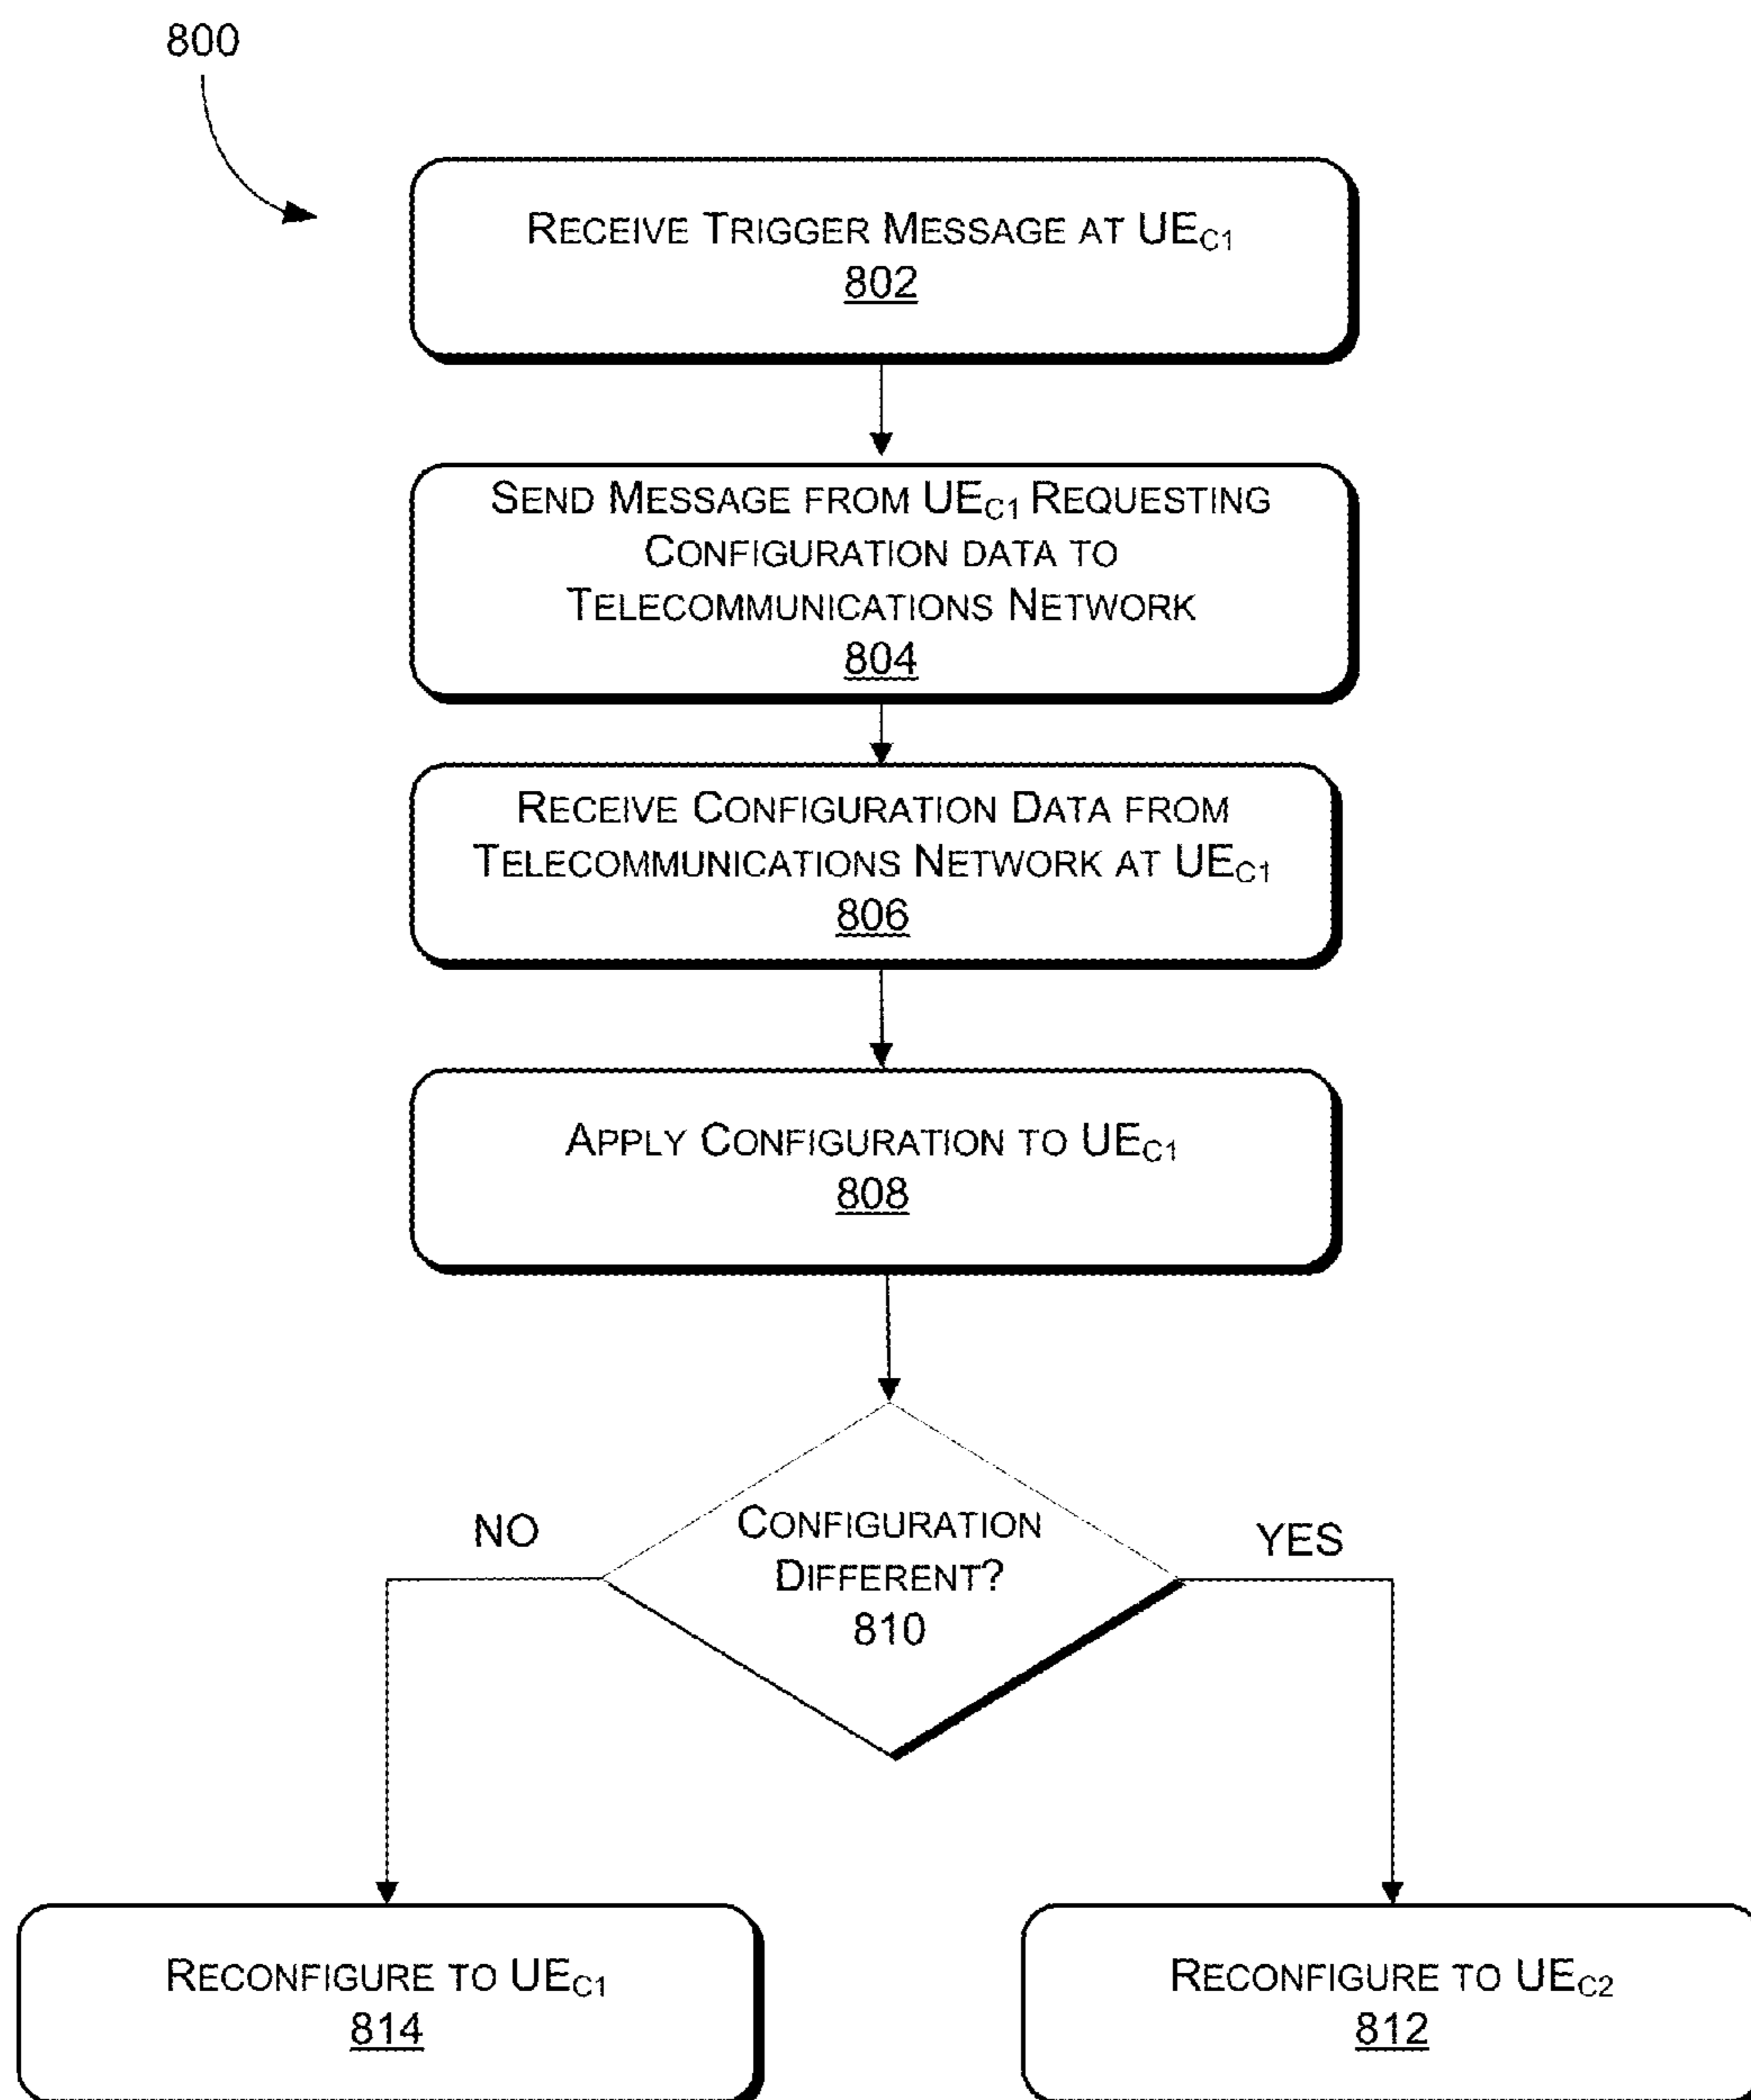 800
RECEIVE TRIGGER MESSAGE AT UEC1
802
SEND MESSAGE FROM UEC1 REQUESTING
CONFIGURATION DATA TO
TELECOMMUNICATIONS NETWORK
804
RECEIVE CONFIGURATION DATA FROM
TELECOMMUNICATIONS NETWORK AT UEC1
806
APPLY CONFIGURATION TO UEC1
808
CONFIGURATION
DIFFERENT?
810
NO
YES
RECONFIGURE TO UEC1
814
RECONFIGURE TO UEC2
812